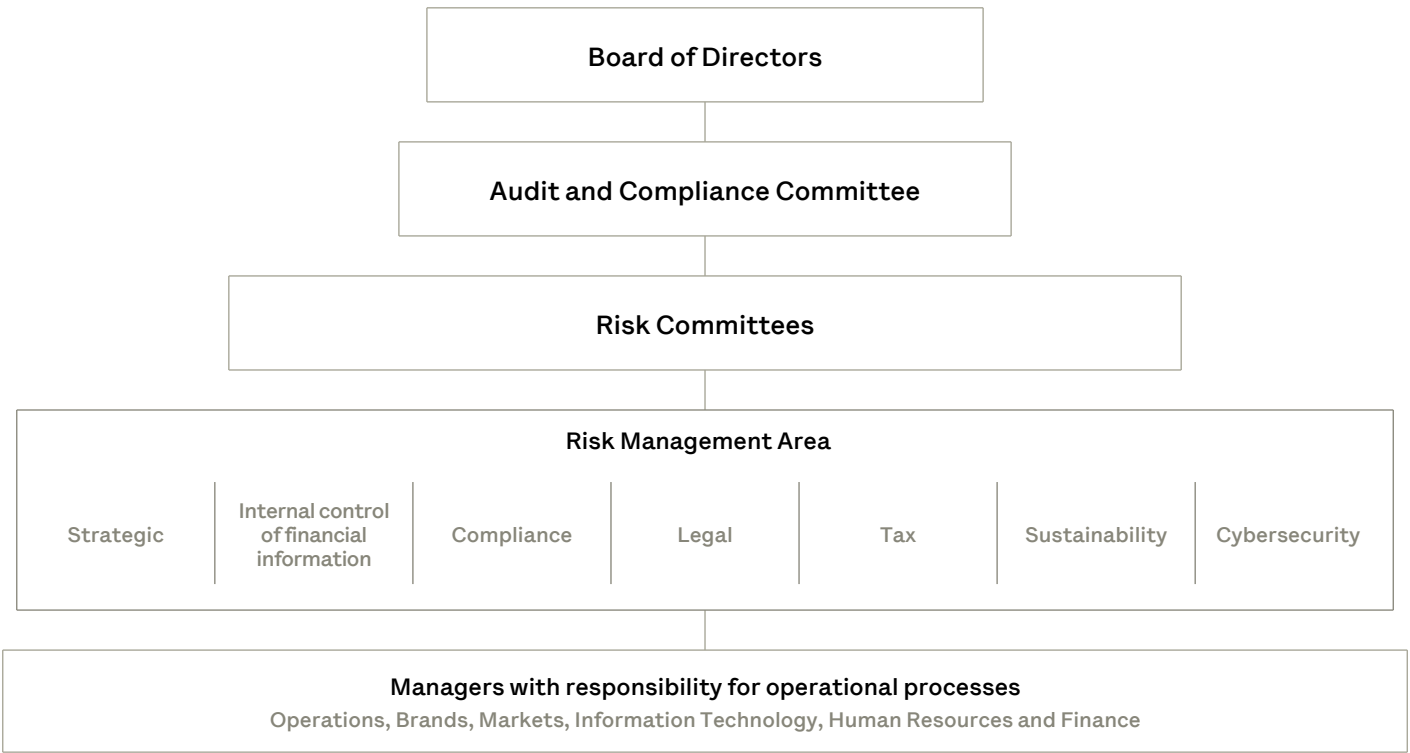 Board of Directors
Audit and Compliance Committee
Risk Committees
Risk Management Area
Strategic
Internal control
of financial
information
Compliance
Legal
Tax
Sustainability
Cybersecurity
Managers with responsibility for operational processes
Operations, Brands, Markets, Information Technology, Human Resources and Finance